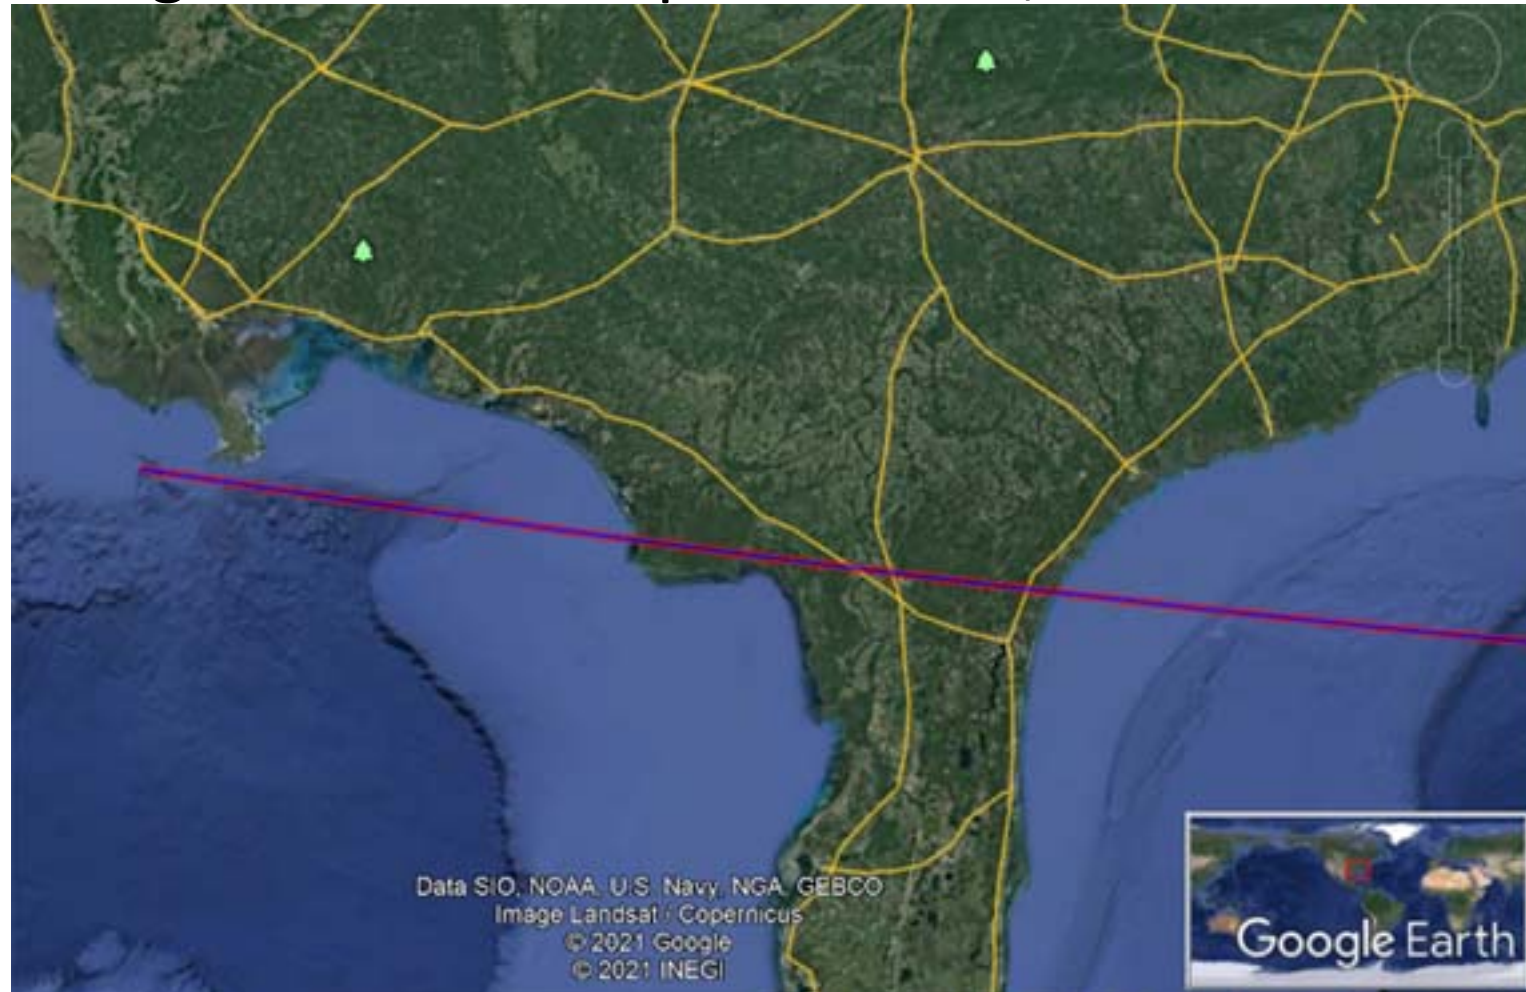 Data SIO, NOAA, U.S. Navy, NGA, GEBCO
Image Landsat / Copernicus
© 2021 Google
© 2021 INEGI
Google Earth